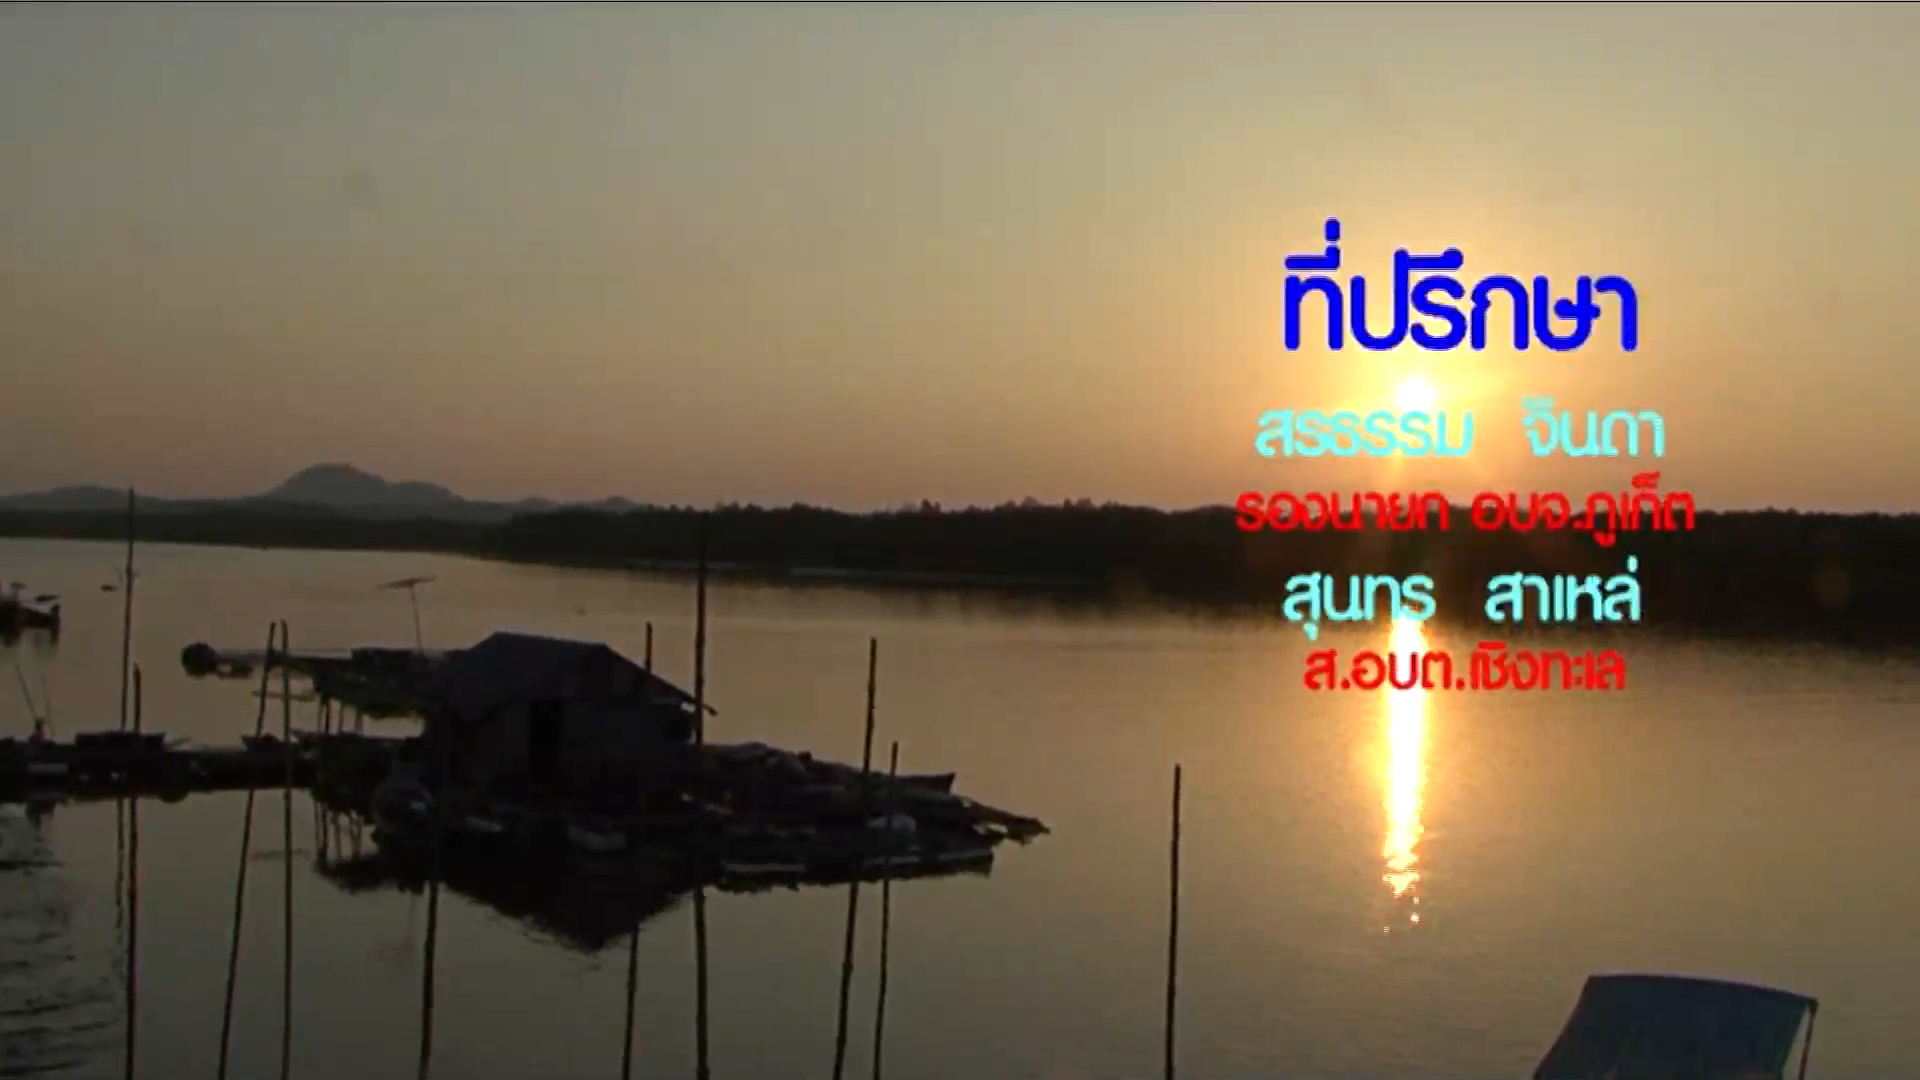 ที่ปรึกษา
สรธรรม จินดา
รองนายก อบจ.ภูเก็ต
สุนทร สาเหล่
ส.อบต.เชิงทะเล